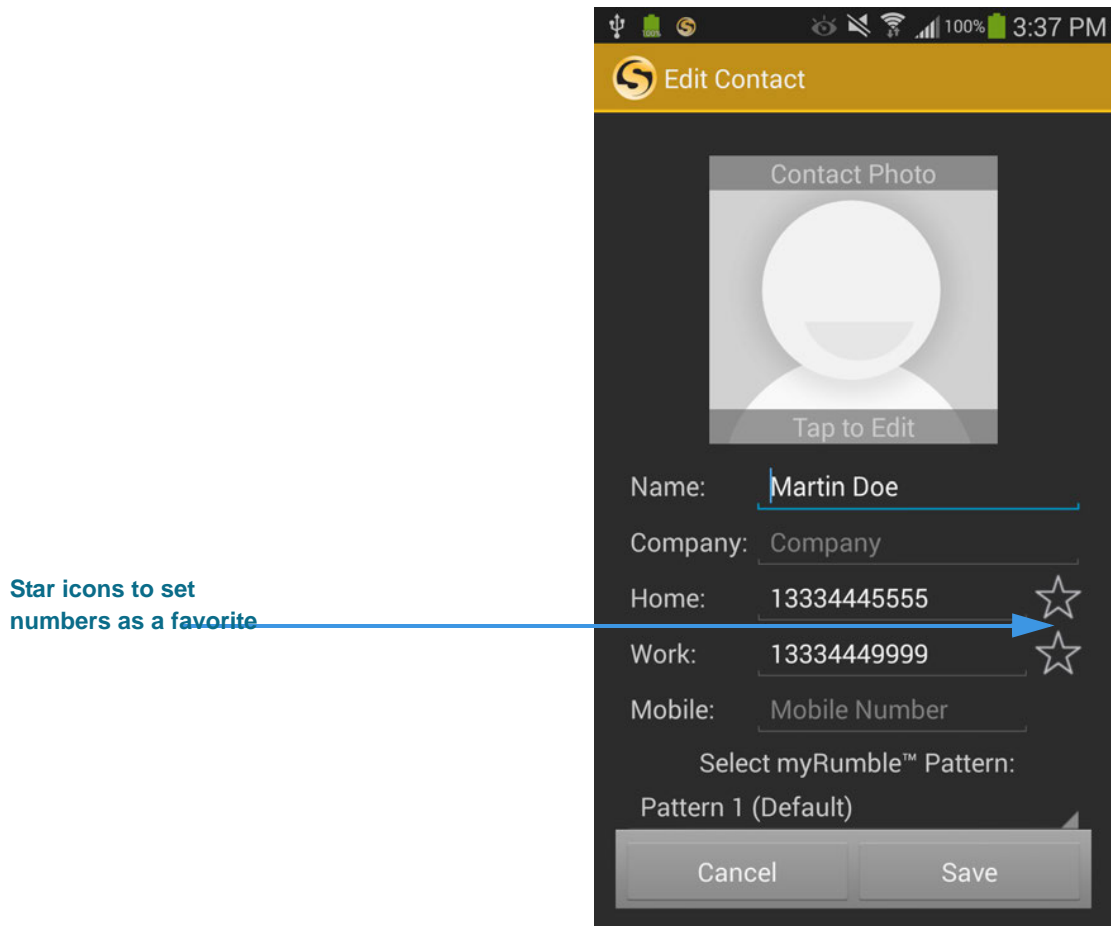 100% 3:37 PM
Edit Contact
Contact Photo
Tap to Edit
Name: Martin Doe
Company: Company
Star icons to set
numbers as a favorite
Home: 13334445555
Work: 13334449999
Mobile: Mobile Number
Select myRumble™ Pattern:
Pattern 1 (Default)
Cancel Save